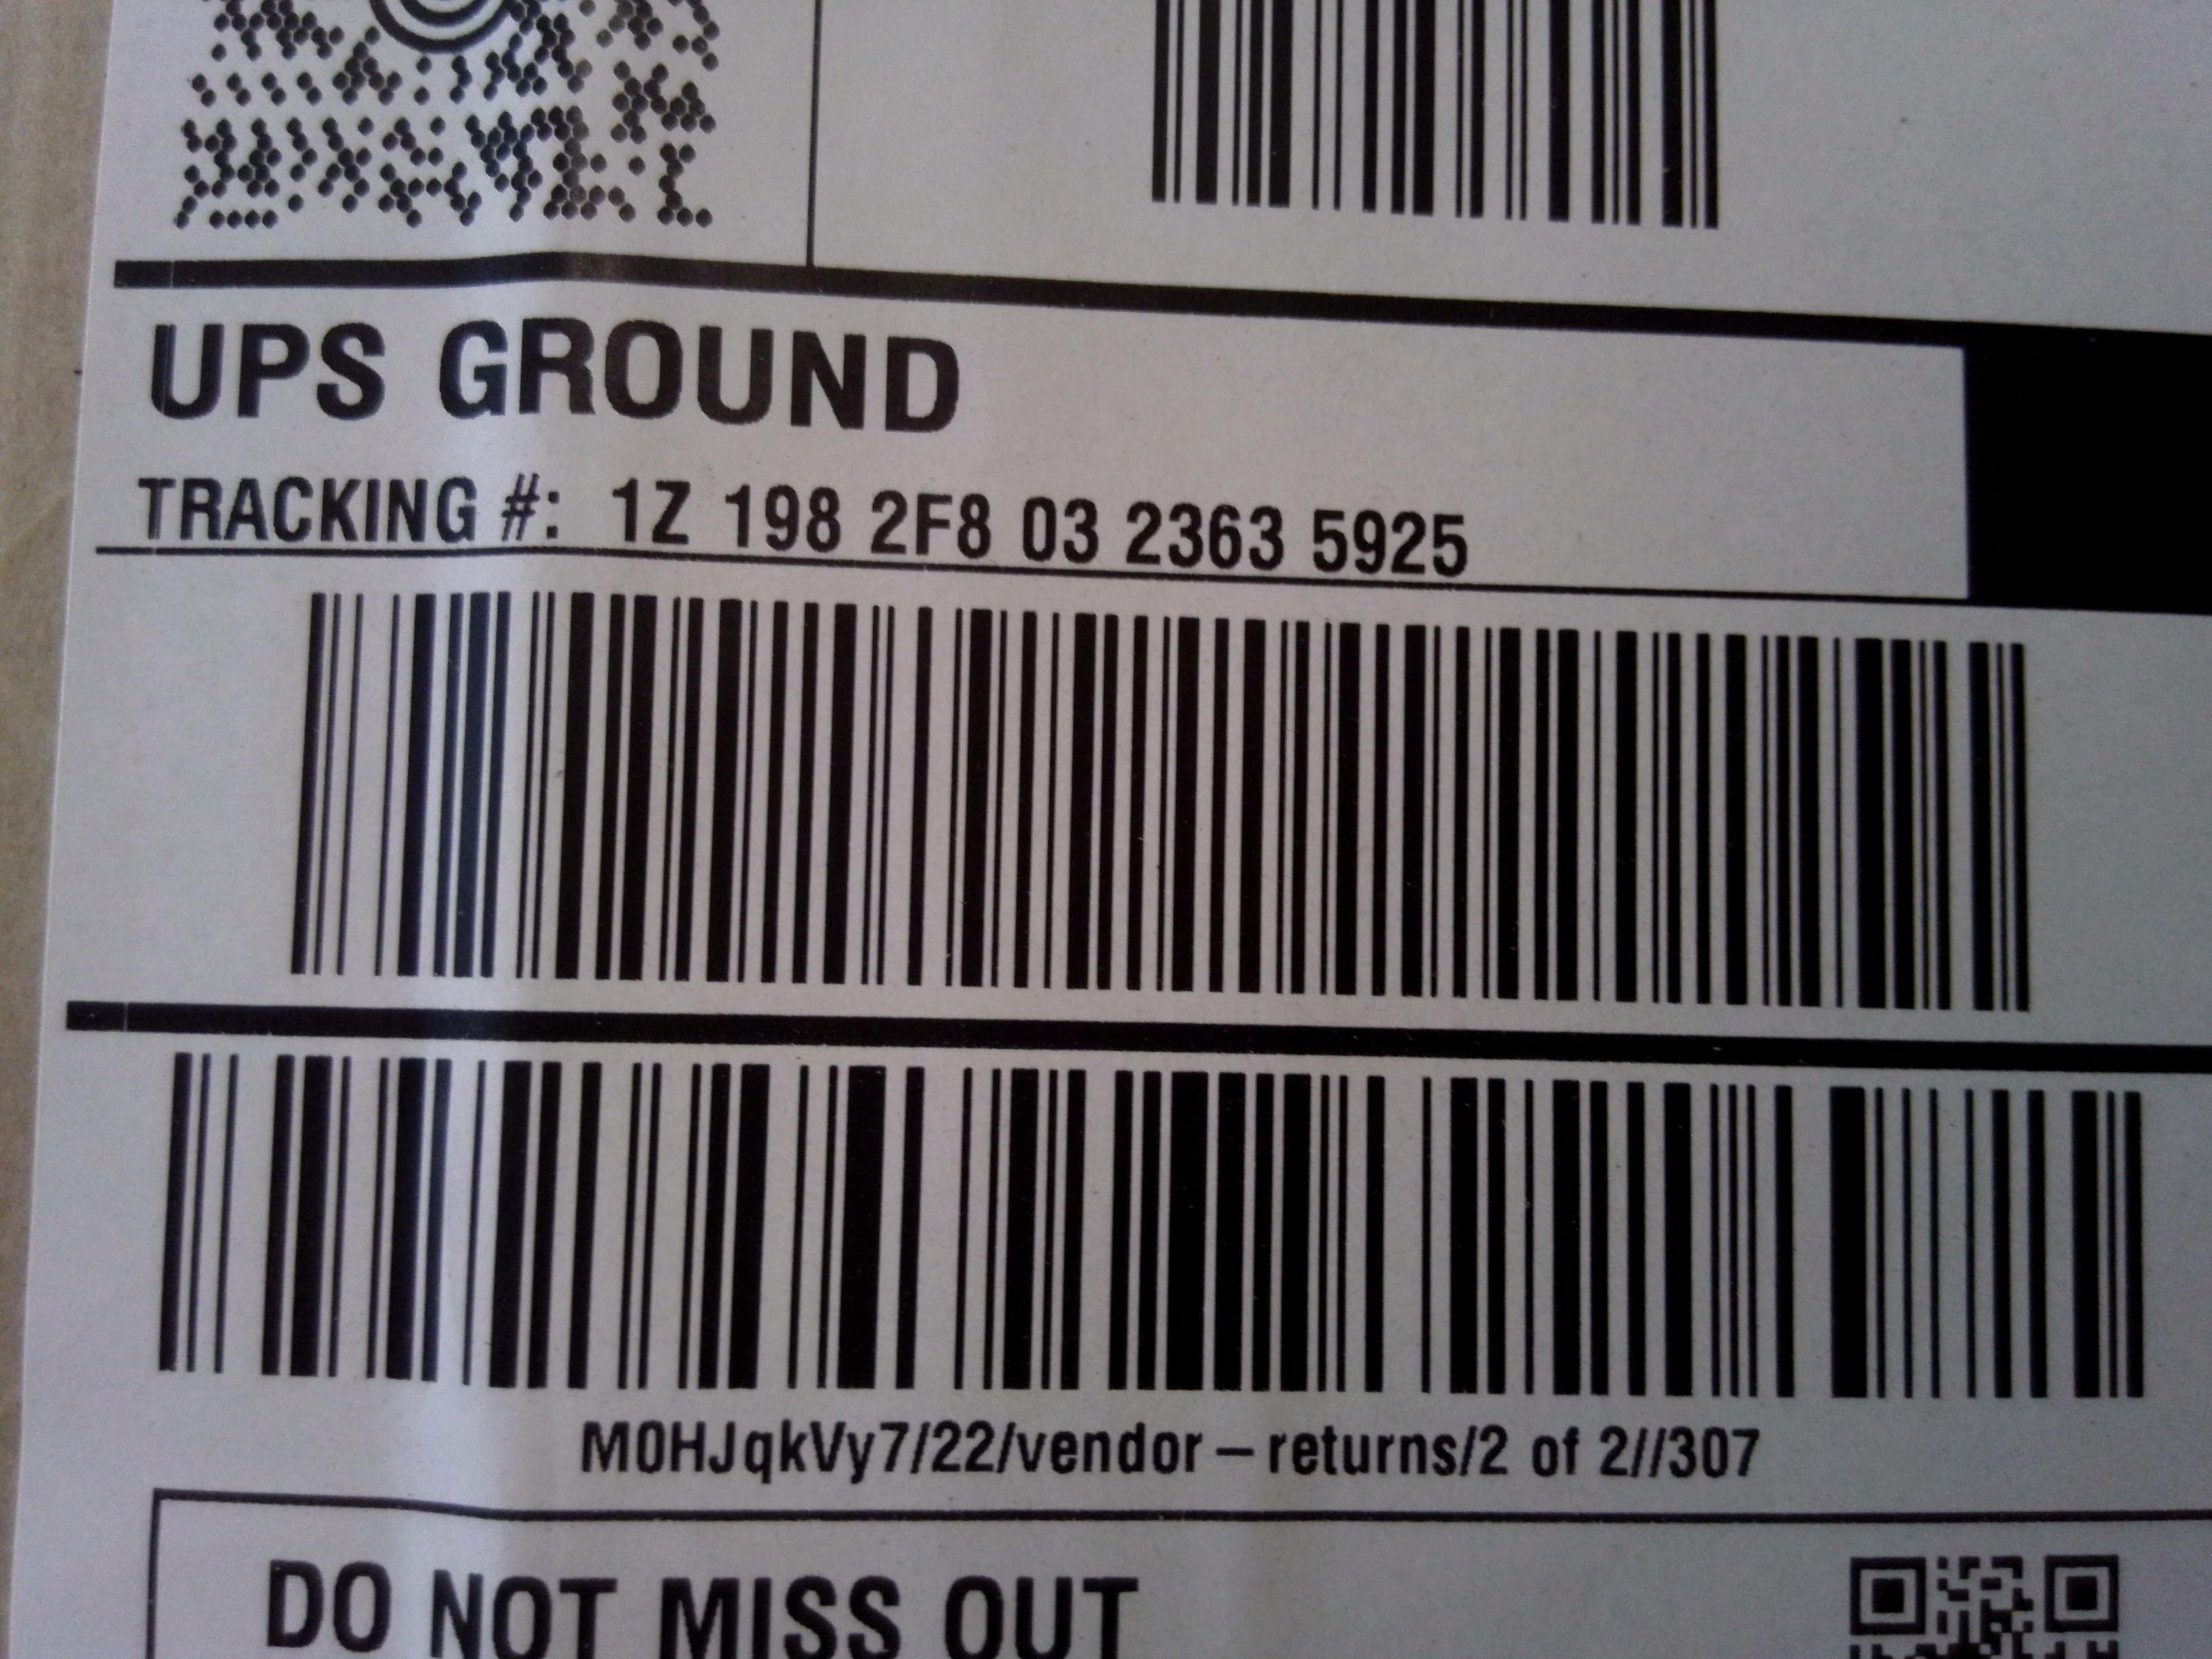 UPS GROUND
TRACKING #: 1Z 198 2F8 03 2363 5925
M0HJqkVy7/22/vendor–returns/2 of 2//307
DO NOT MISS OUT